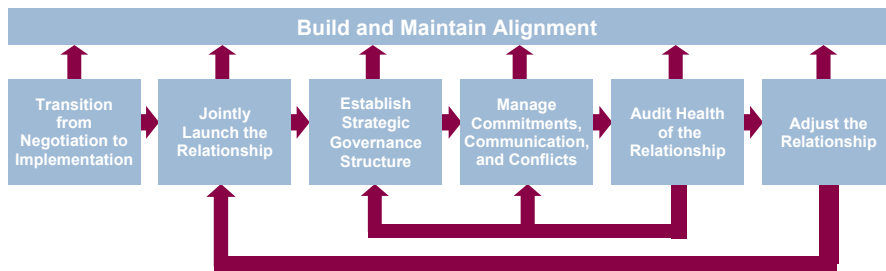 Build and Maintain Alignment
Transition
from
Negotiation to
Implementation
Jointly
Launch the
Relationship
Establish
Strategic
Governance
Structure
Manage
Commitments,
Communication,
and Conflicts
Audit Health
of the
Relationship
Adjust the
Relationship